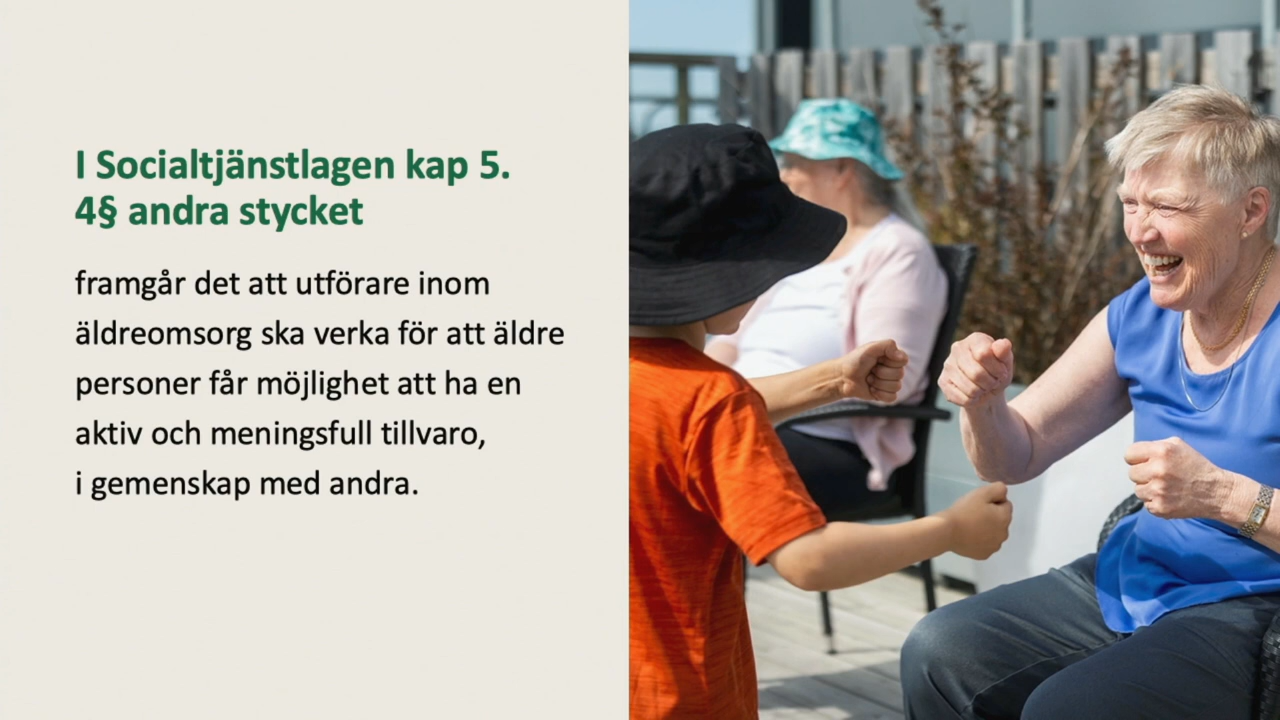 I Socialtjänstlagen kap 5.
4§ andra stycket
framgår det att utförare inom
äldreomsorg ska verka för att äldre
personer får möjlighet att ha en
aktiv och meningsfull tillvaro,
i gemenskap med andra.